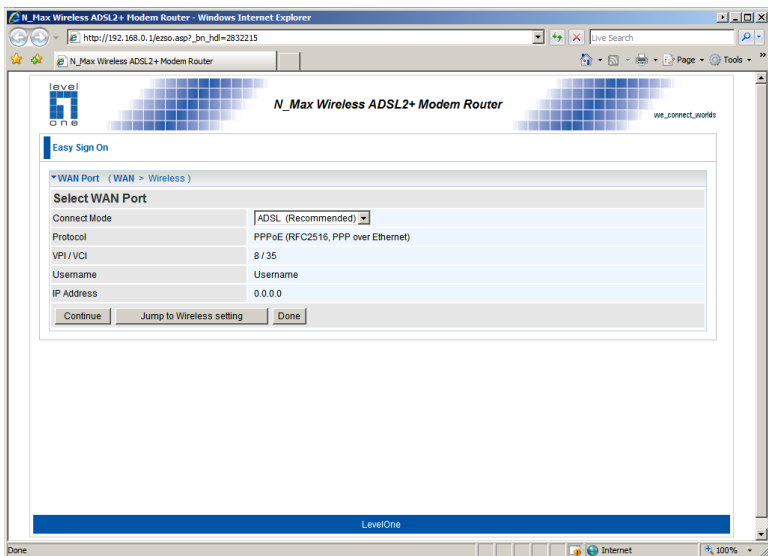 N_Max Wireless ADSL2+ Modem Router - Windows Internet Explorer
http://192.168.0.1/ezso.asp?_bn_hdl=2832215
Live Search
N_Max Wireless ADSL2+ Modem Router
Page
Tools
level
one
N_Max Wireless ADSL2+ Modem Router
we_connect_worlds
Easy Sign On
WAN Port ( WAN > Wireless )
Select WAN Port
Connect Mode ADSL (Recommended)
Protocol PPPoE (RFC2516, PPP over Ethernet)
VPI / VCI 8 / 35
Username Username
IP Address 0.0.0.0
Continue Jump to Wireless setting Done
LevelOne
Done Internet 100%